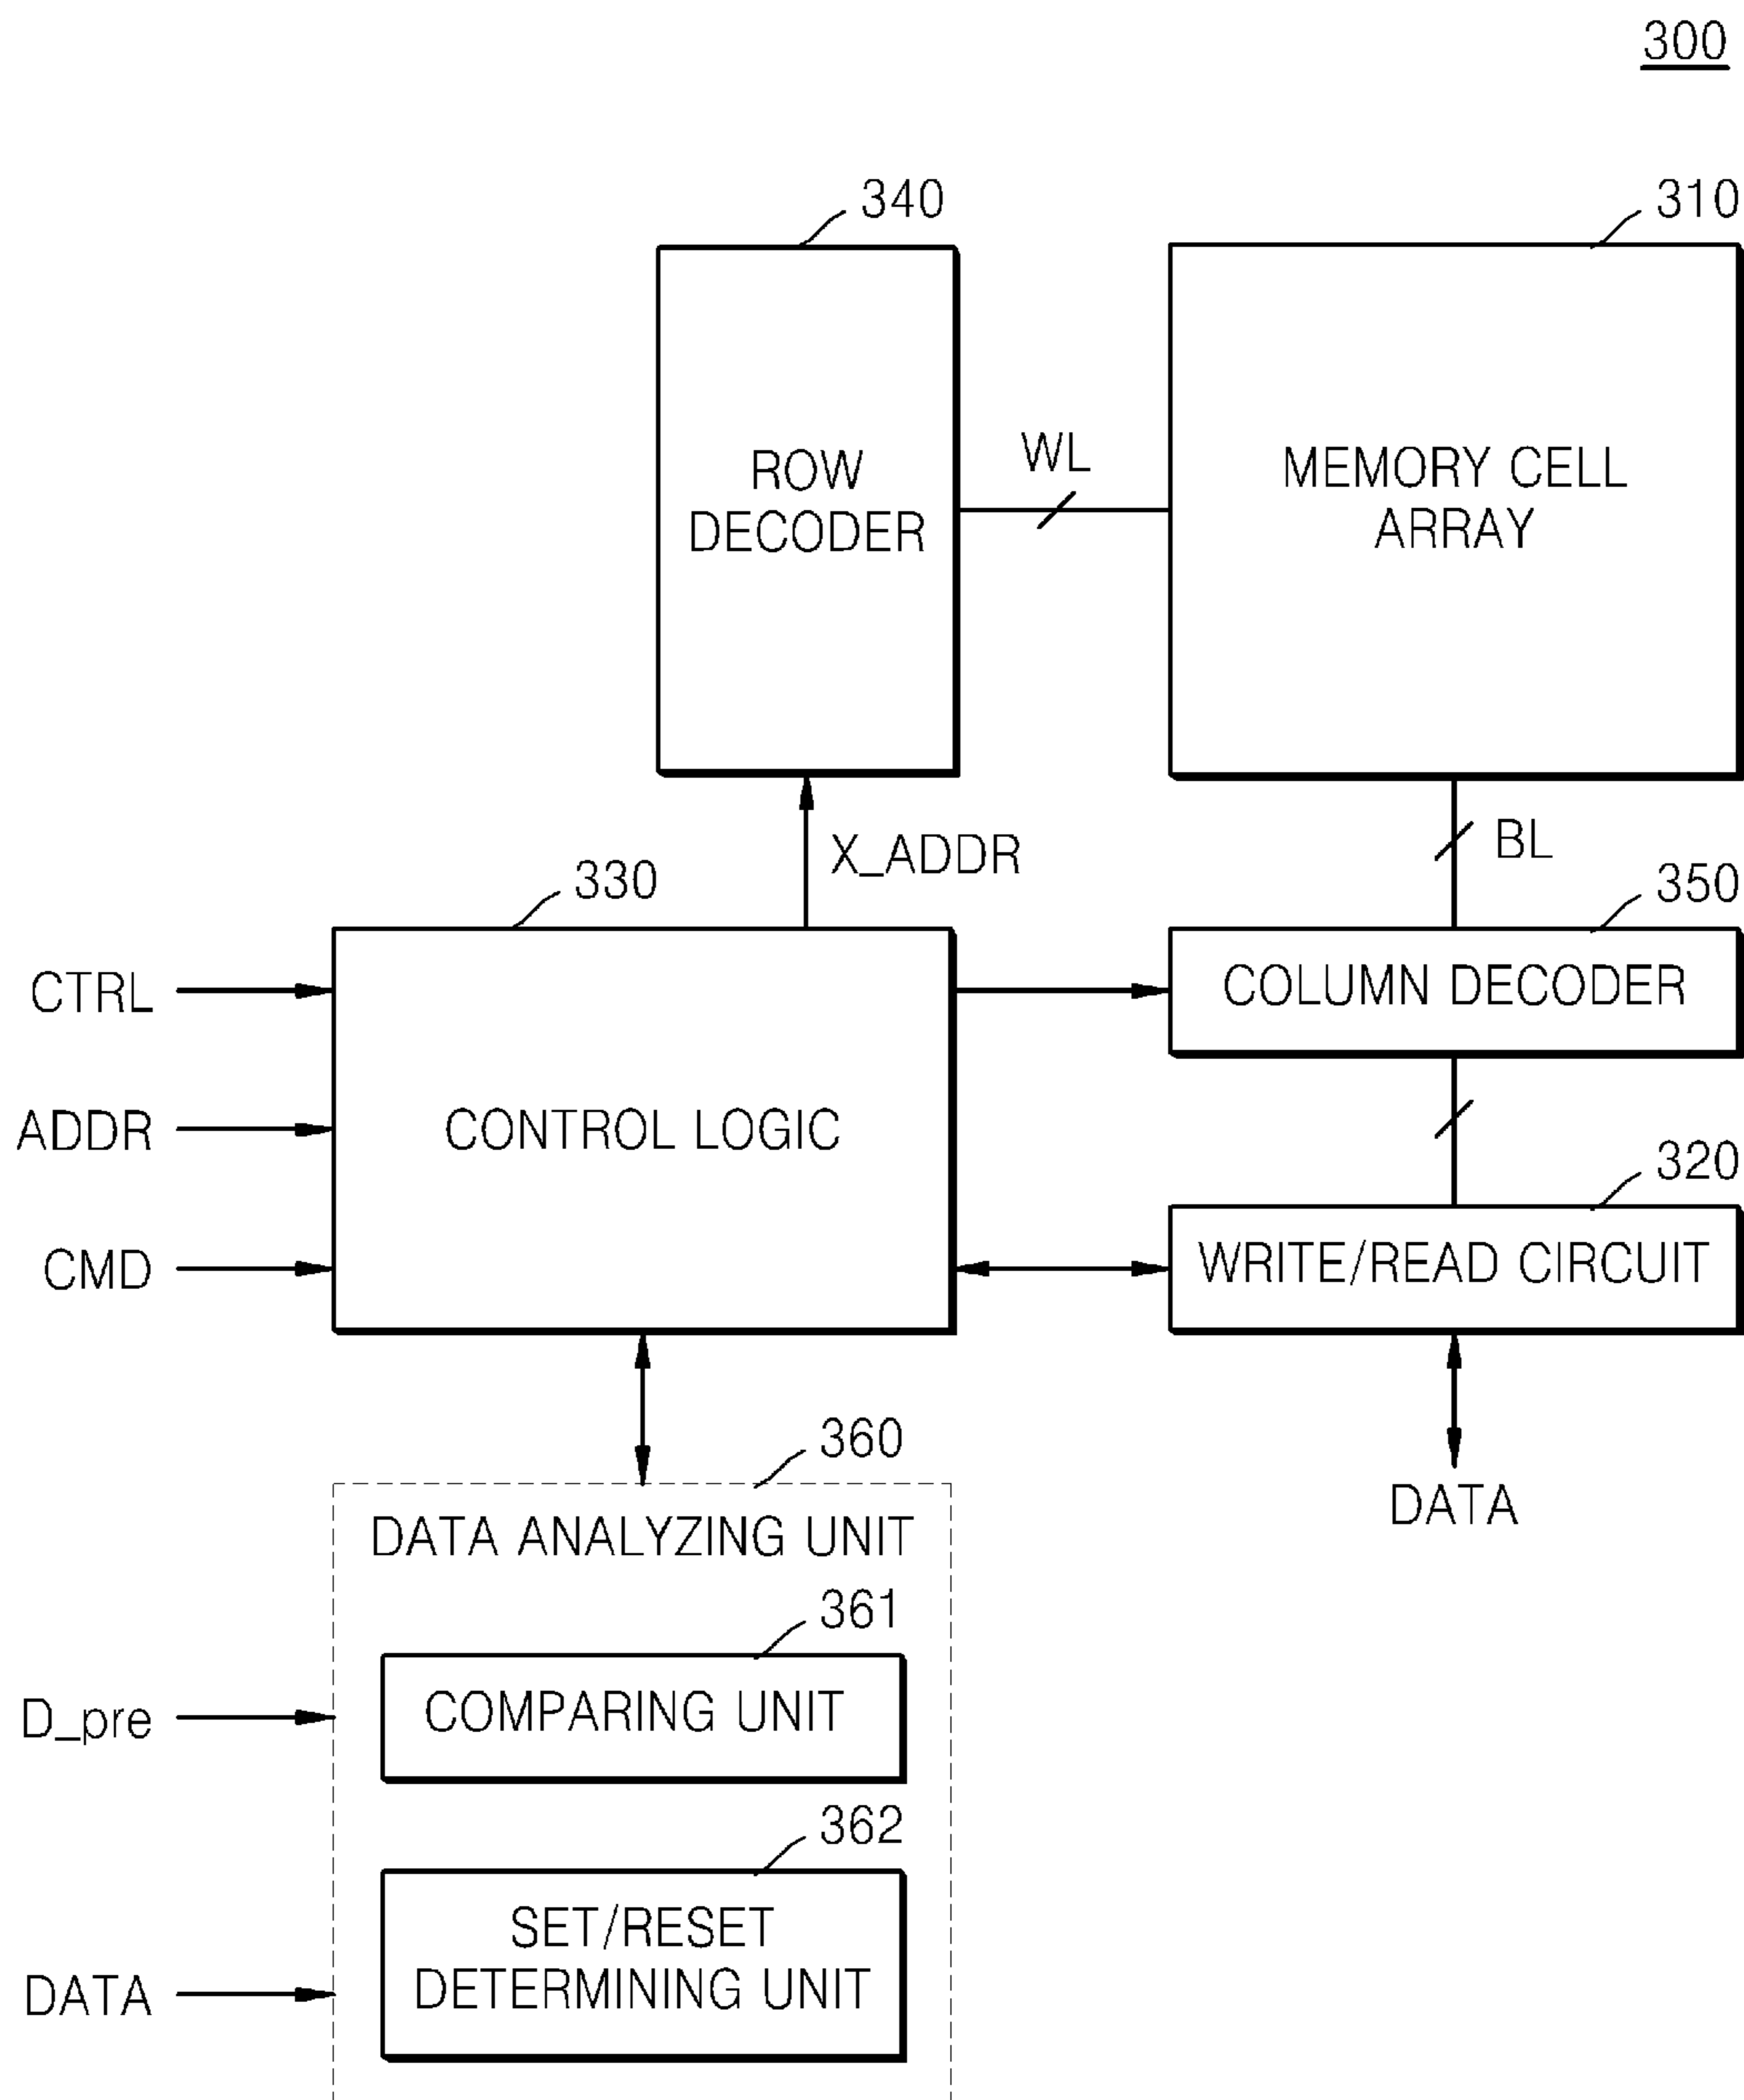 300
340
310
ROW
DECODER
WL
MEMORY CELL
ARRAY
X_ADDR
BL
330
350
CTRL
COLUMN DECODER
ADDR
CONTROL LOGIC
320
CMD
WRITE/READ CIRCUIT
360
DATA
DATA ANALYZING UNIT
361
D_pre
COMPARING UNIT
362
SET/RESET
DETERMINING UNIT
DATA